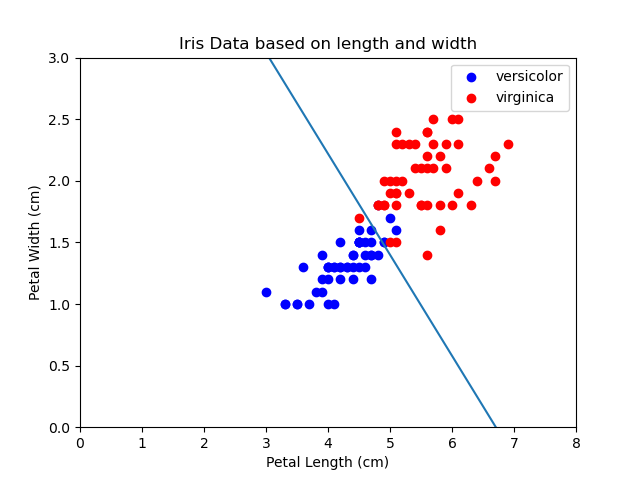 Iris Data based on length and width
versicolor
virginica
Petal Width (cm)
3.0
2.5
2.0
1.5
1.0
0.5
0.0
0 1 2 3 4 5 6 7 8
Petal Length (cm)